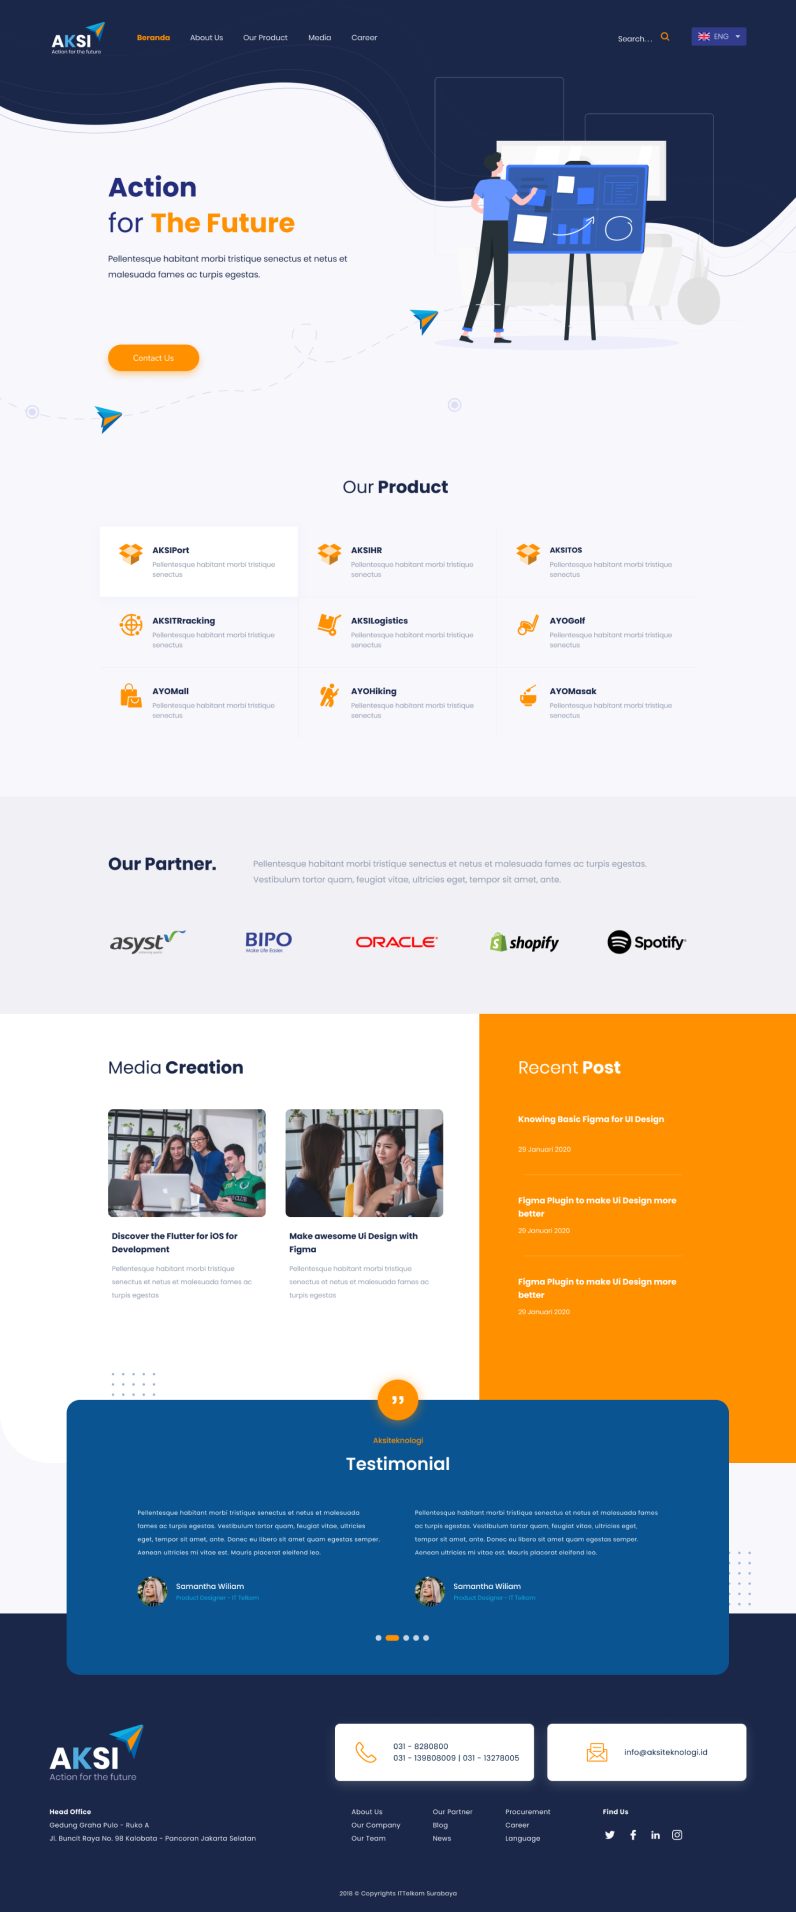 AKSI
Action for the future
Beranda
About Us
Our Product
Media
Career
Search...
ENG
Action
for The Future
Pellentesque habitant morbi tristique senectus et netus et
malesuada fames ac turpis egestas.
Contact Us
Our Product
AKSIPort
Pellentesque habitant morbi tristique
senectus
AKSIHR
Pellentesque habitant morbi tristique
senectus
AKSITOS
Pellentesque habitant morbi tristique
senectus
AKSITRracking
Pellentesque habitant morbi tristique
senectus
AKSILogistics
Pellentesque habitant morbi tristique
senectus
AYOGolf
Pellentesque habitant morbi tristique
senectus
AYOMall
Pellentesque habitant morbi tristique
senectus
AYOHiking
Pellentesque habitant morbi tristique
senectus
AYOMasak
Pellentesque habitant morbi tristique
senectus
Our Partner.
Pellentesque habitant morbi tristique senectus et netus et malesuada fames ac turpis egestas.
Vestibulum tortor quam, feugiat vitae, ultricies eget, tempor sit amet, ante.
asyst
BIPO
Make Life Easier
ORACLE
shopify
Spotify
Media Creation
Discover the Flutter for iOS for
Development
Pellentesque habitant morbi tristique
senectus et netus et malesuada fames ac
turpis egestas
Make awesome Ui Design with
Figma
Pellentesque habitant morbi tristique
senectus et netus et malesuada fames ac
turpis egestas
Recent Post
Knowing Basic Figma for UI Design
29 Januari 2020
Figma Plugin to make Ui Design more
better
29 Januari 2020
Figma Plugin to make Ui Design more
better
29 Januari 2020
Aksiteknologi
Testimonial
Pellentesque habitant morbi tristique senectus et netus et malesuada
fames ac turpis egestas. Vestibulum tortor quam, feugiat vitae, ultricies
eget, tempor sit amet, ante. Donec eu libero sit amet quam egestas semper.
Aenean ultricies mi vitae est. Mauris placerat eleifend leo.
Samantha Wiliam
Product Designer - IT Telkom
Pellentesque habitant morbi tristique senectus et netus et malesuada fames
ac turpis egestas. Vestibulum tortor quam, feugiat vitae, ultricies eget,
tempor sit amet, ante. Donec eu libero sit amet quam egestas semper.
Aenean ultricies mi vitae est. Mauris placerat eleifend leo.
Samantha Wiliam
Product Designer - IT Telkom
AKSI
Action for the future
031 - 8280800
031 - 139808009 | 031 - 13278005
info@aksiteknologi.id
Head Office
Gedung Graha Pulo - Ruko A
Jl. Buncit Raya No. 98 Kalobata - Pancoran Jakarta Selatan
About Us
Our Company
Our Team
Our Partner
Blog
News
Procurement
Career
Language
Find Us
2018 © Copyrights ITTelkom Surabaya